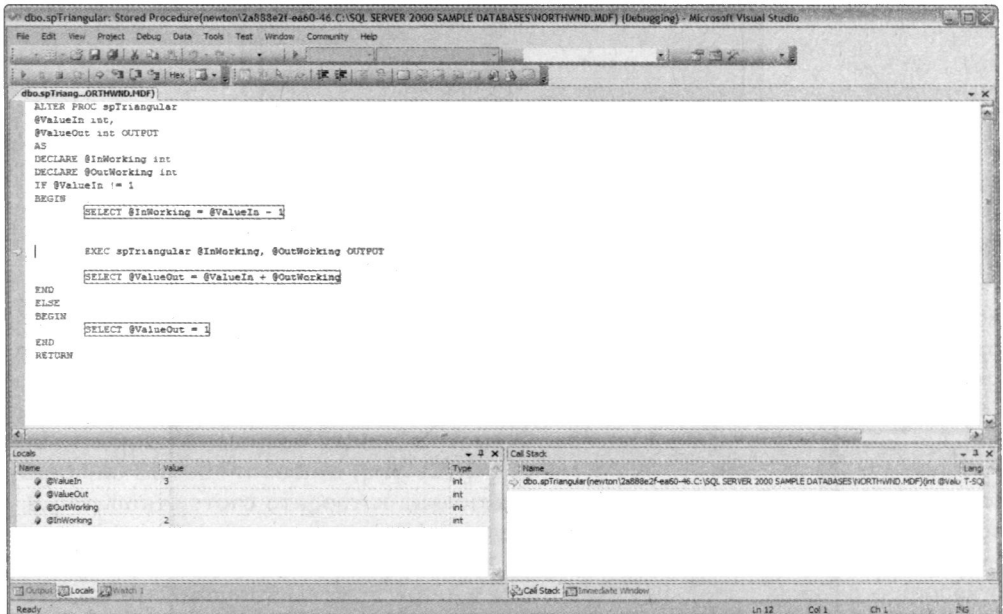 dbo.spTriangular: Stored Procedure(newton\2a888e2f-ea60-46.C:\SQL SERVER 2000 SAMPLE DATABASES\NORTHWND.MDF) (Debugging) - Microsoft Visual Studio
File Edit View Project Debug Data Tools Test Window Community Help
Hex
dbo.spTriang...ORTHWND.MDF)
ALTER PROC spTriangular
@ValueIn int,
@ValueOut int OUTPUT
AS
DECLARE @InWorking int
DECLARE @OutWorking int
IF @ValueIn != 1
BEGIN
SELECT @InWorking = @ValueIn - 1
EXEC spTriangular @InWorking, @OutWorking OUTPUT
SELECT @ValueOut = @ValueIn + @OutWorking
END
ELSE
BEGIN
SELECT @ValueOut = 1
END
RETURN
Locals
Name Value Type
@ValueIn 3 int
@ValueOut int
@OutWorking int
@InWorking 2 int
Call Stack
Name Lang
dbo.spTriangular(newton\2a888e2f-ea60-46.C:\SQL SERVER 2000 SAMPLE DATABASES\NORTHWND.MDF)(int @Valu T-SQL
Output Locals Watch 1
Call Stack Immediate Window
Ready Ln 12 Col 1 Ch 1 INS